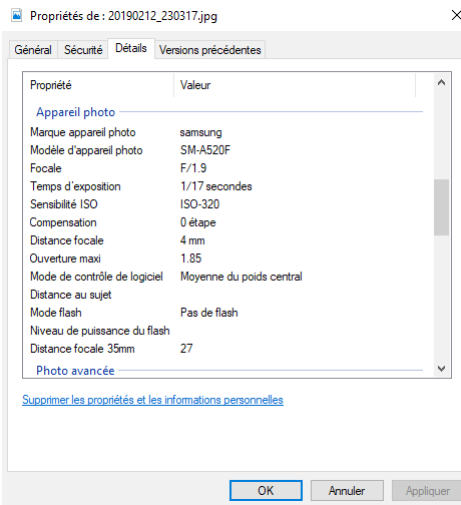 Propriétés de : 20190212_230317.jpg
Général Sécurité Détails Versions précédentes
Propriété Valeur
Appareil photo
Marque appareil photo samsung
Modèle d'appareil photo SM-A520F
Focale F/1.9
Temps d'exposition 1/17 secondes
Sensibilité ISO ISO-320
Compensation 0 étape
Distance focale 4 mm
Ouverture maxi 1.85
Mode de contrôle de logiciel Moyenne du poids central
Distance au sujet
Mode flash Pas de flash
Niveau de puissance du flash
Distance focale 35mm 27
Photo avancée
Supprimer les propriétés et les informations personnelles
OK Annuler Appliquer